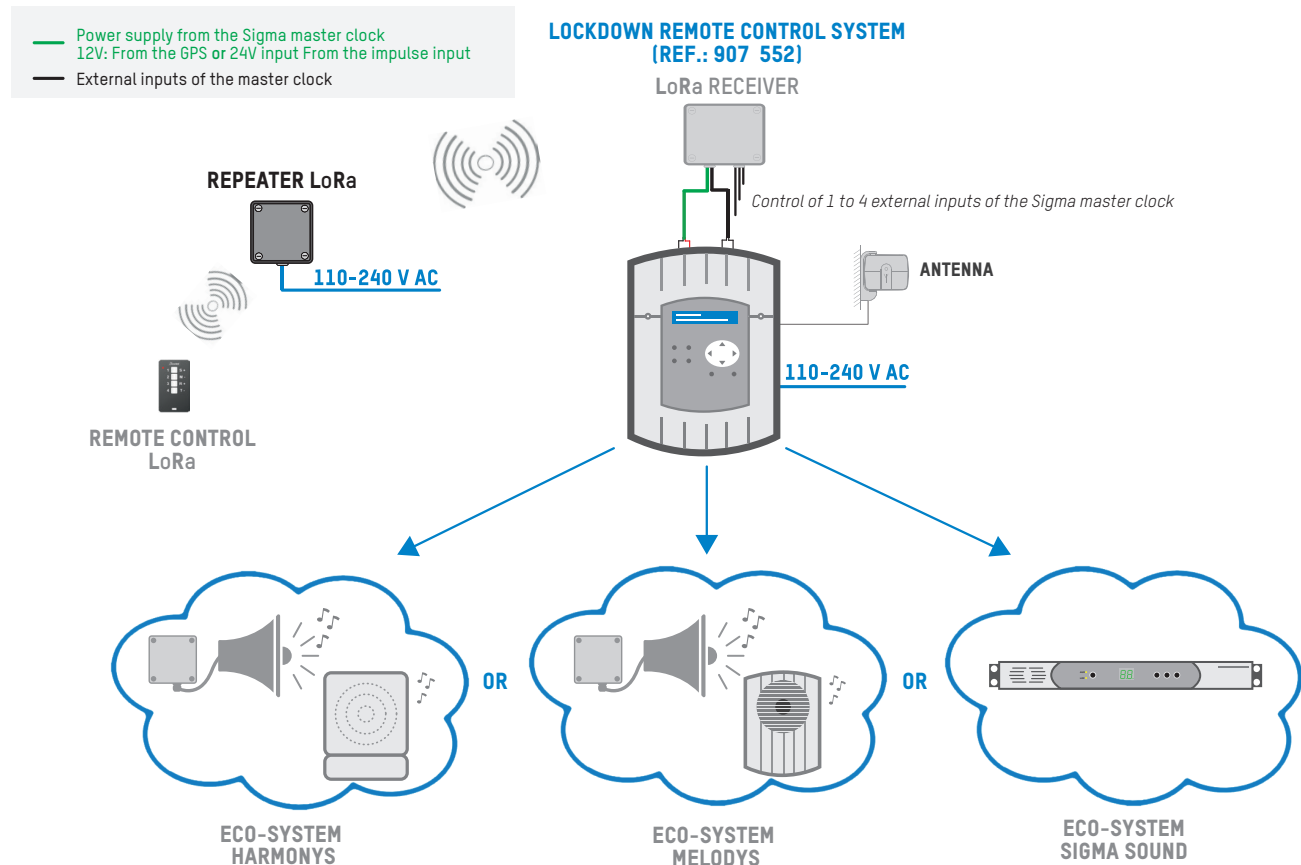 Power supply from the Sigma master clock
12V: From the GPS or 24V input From the impulse input
External inputs of the master clock
LOCKDOWN REMOTE CONTROL SYSTEM
(REF.: 907 552)
LoRa RECEIVER
Control of 1 to 4 external inputs of the Sigma master clock
REPEATER LoRa
110-240 V AC
ANTENNA
110-240 V AC
REMOTE CONTROL
LoRa
OR
OR
88
ECO-SYSTEM
HARMONYS
ECO-SYSTEM
MELODYS
ECO-SYSTEM
SIGMA SOUND